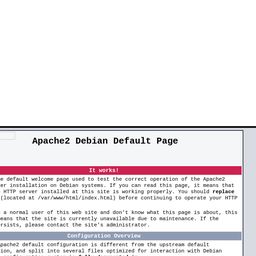 Apache2 Debian Default Page
It works!
e default welcome page used to test the correct operation of the Apache2
er installation on Debian systems. If you can read this page, it means that
HTTP server installed at this site is working properly. You should replace
(located at /var/www/html/index.html) before continuing to operate your HTTP
a normal user of this web site and don't know what this page is about, this
eans that the site is currently unavailable due to maintenance. If the
rsists, please contact the site's administrator.
Configuration Overview
pache2 default configuration is different from the upstream default
ion, and split into several files optimized for interaction with Debian